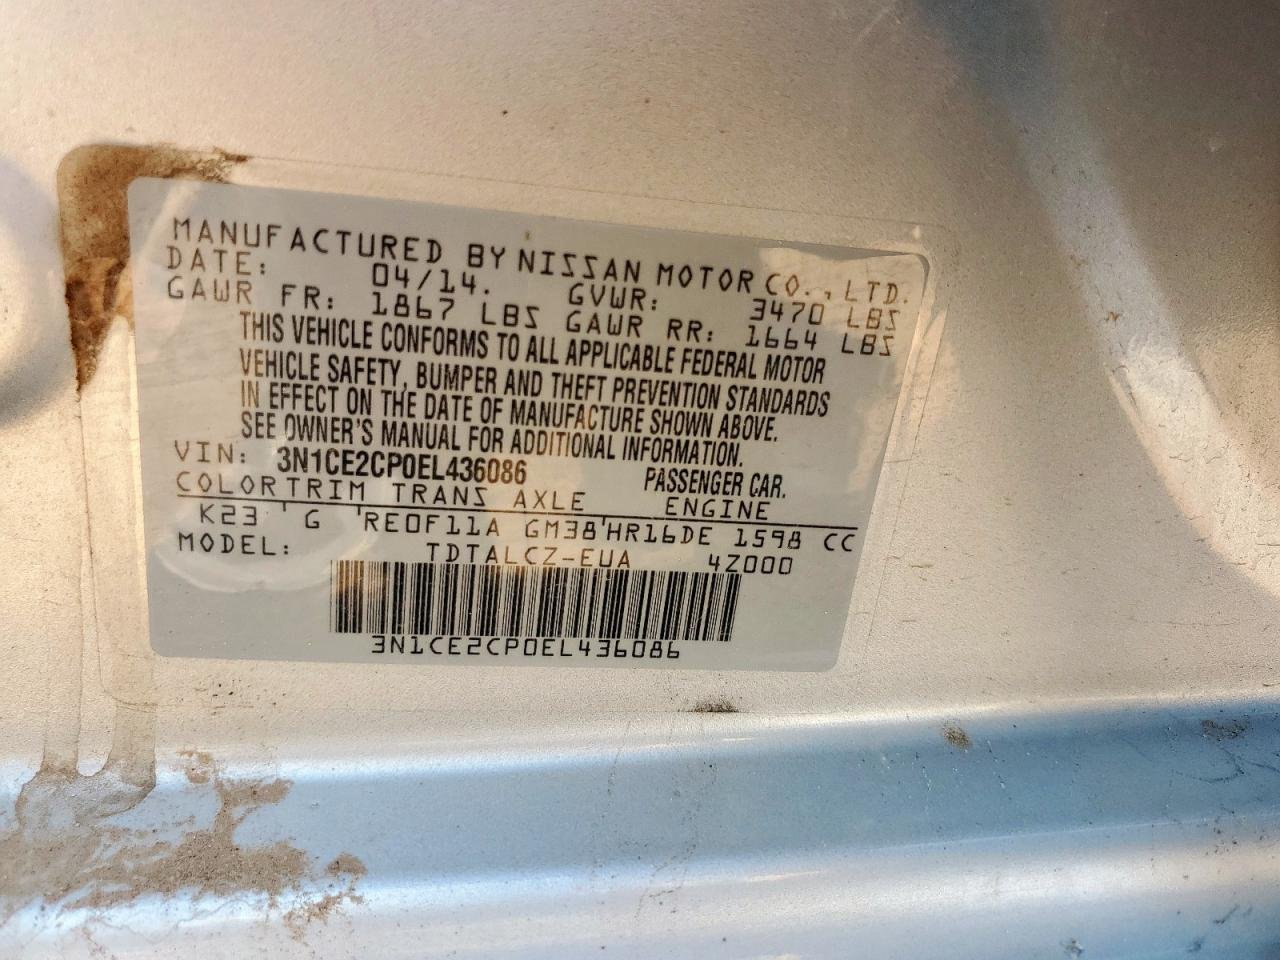 MANUFACTURED BY NISSAN MOTOR CO., LTD.
DATE: 04/14. GVWR: 3470 LBS
GAWR FR: 1867 LBS GAWR RR: 1664 LBS
THIS VEHICLE CONFORMS TO ALL APPLICABLE FEDERAL MOTOR
VEHICLE SAFETY, BUMPER AND THEFT PREVENTION STANDARDS
IN EFFECT ON THE DATE OF MANUFACTURE SHOWN ABOVE.
SEE OWNER'S MANUAL FOR ADDITIONAL INFORMATION.
VIN: 3N1CE2CP0EL436086 PASSENGER CAR.
COLOR TRIM TRANS AXLE ENGINE
K23 G RE0F11A GM38 HR16DE 1598 CC
MODEL: TDTALCZ-EUA 4Z000
3N1CE2CP0EL436086